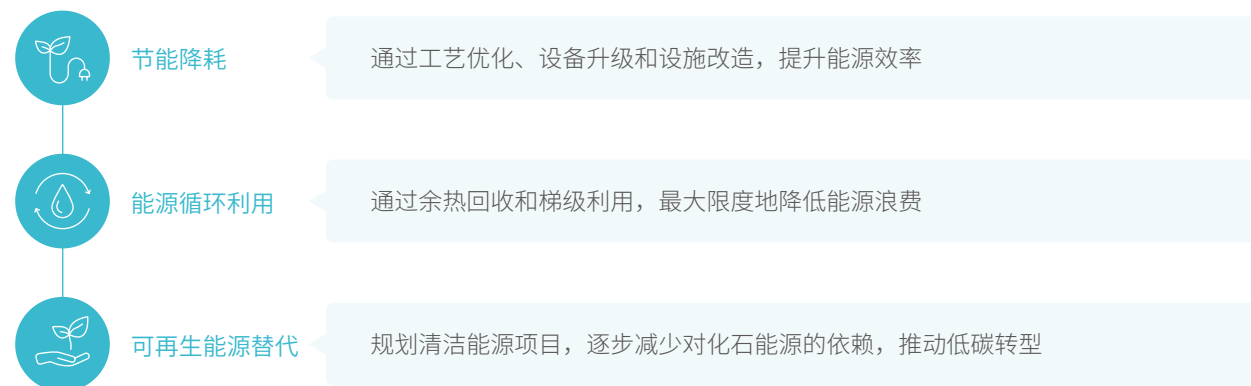 节能降耗
通过工艺优化、设备升级和设施改造，提升能源效率
能源循环利用
通过余热回收和梯级利用，最大限度地降低能源浪费
可再生能源替代
规划清洁能源项目，逐步减少对化石能源的依赖，推动低碳转型